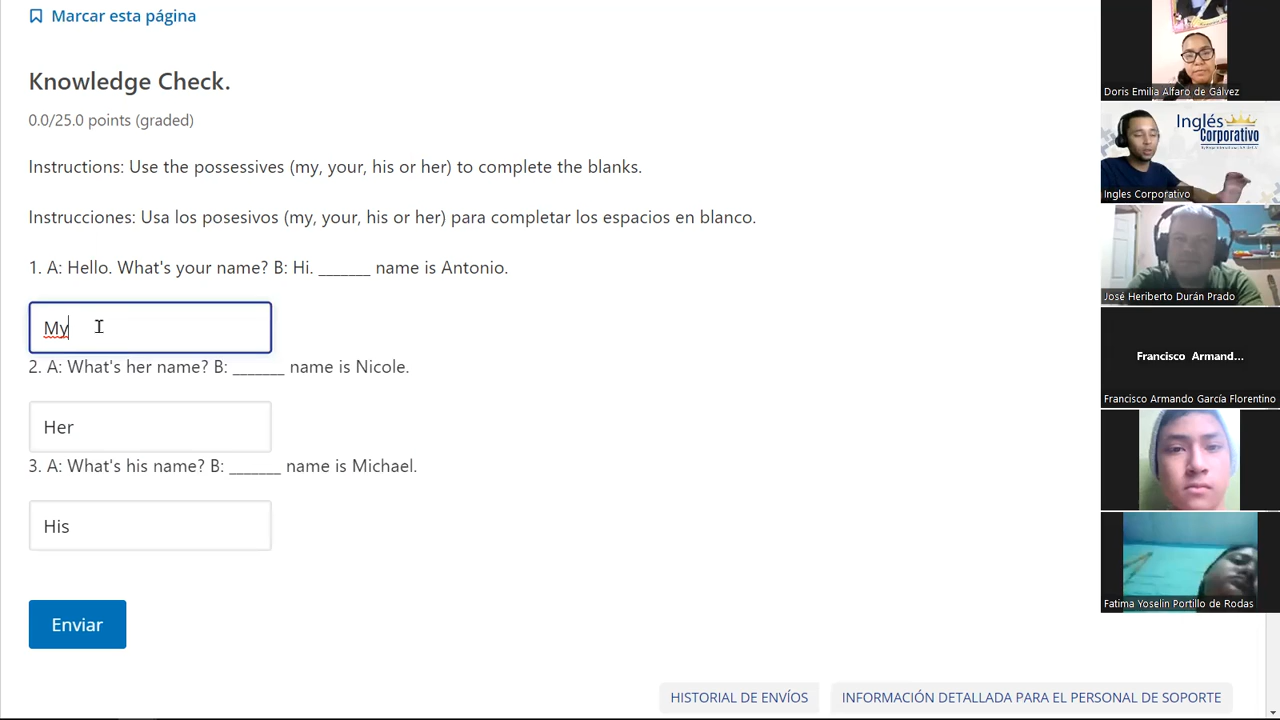 Marcar esta página
Knowledge Check.
0.0/25.0 points (graded)
Instructions: Use the possessives (my, your, his or her) to complete the blanks.
Instrucciones: Usa los posesivos (my, your, his or her) para completar los espacios en blanco.
1. A: Hello. What's your name? B: Hi. _______ name is Antonio.
My
2. A: What's her name? B: _______ name is Nicole.
Her
3. A: What's his name? B: _______ name is Michael.
His
Enviar
HISTORIAL DE ENVÍOS
INFORMACIÓN DETALLADA PARA EL PERSONAL DE SOPORTE
Doris Emilia Alfaro de Gálvez
Inglés
Corporativo
Ingles Corporativo
José Heriberto Durán Prado
Francisco Armand...
Francisco Armando García Florentino
Fatima Yoselin Portillo de Rodas